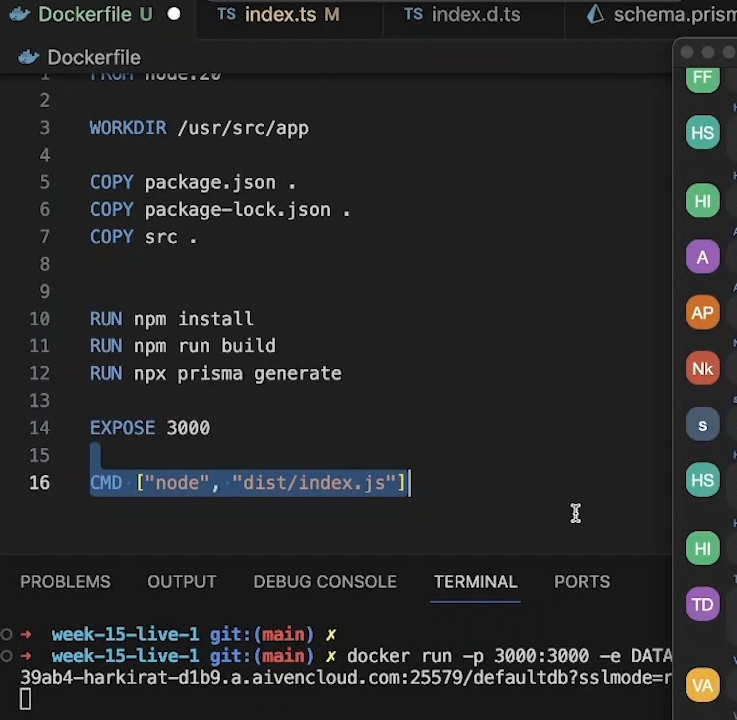 Dockerfile U TS index.ts M TS index.d.ts schema.prism
Dockerfile
1 FROM node:20
2
3 WORKDIR /usr/src/app
4
5 COPY package.json .
6 COPY package-lock.json .
7 COPY src .
8
9
10 RUN npm install
11 RUN npm run build
12 RUN npx prisma generate
13
14 EXPOSE 3000
15
16 CMD ["node", "dist/index.js"]
FF
HS
HI
A
AP
Nk
s
HS
HI
TD
VA
PROBLEMS OUTPUT DEBUG CONSOLE TERMINAL PORTS
➜ week-15-live-1 git:(main) ✗
➜ week-15-live-1 git:(main) ✗ docker run -p 3000:3000 -e DATA
39ab4-harkirat-d1b9.a.aivencloud.com:25579/defaultdb?sslmode=r